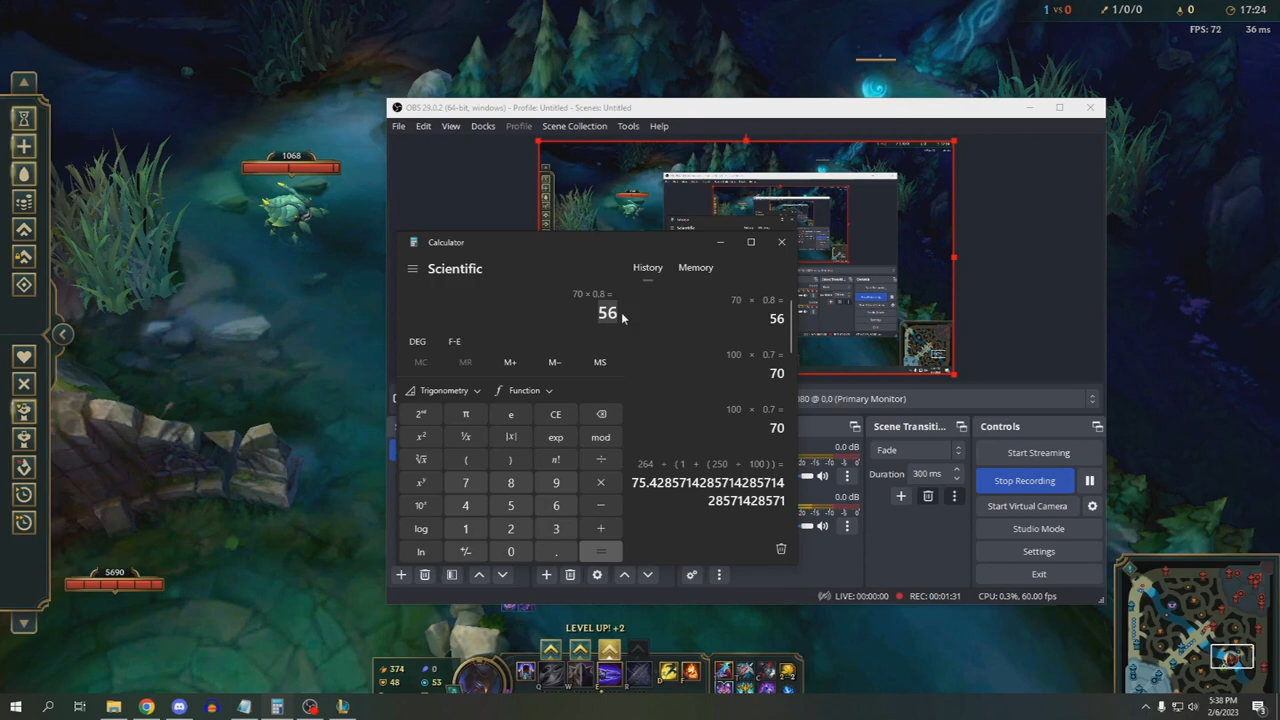 1 vs 0 1/0/0 0 17:24
FPS: 72 36 ms
1068
OBS 29.0.2 (64-bit, windows) - Profile: Untitled - Scenes: Untitled
File Edit View Docks Profile Scene Collection Tools Help
Calculator
Scientific
History Memory
70 × 0.8 =
56
DEG F-E
MC MR M+ M− MS
Trigonometry Function
2ⁿᵈ π e CE
x² ¹/x |x| exp mod
²√x ( ) n! ÷
xʸ 7 8 9 ×
10ˣ 4 5 6 −
log 1 2 3 +
ln +/− 0 . =
70 × 0.8 =
56
100 × 0.7 =
70
100 × 0.7 =
70
264 ÷ (1 + (250 ÷ 100)) =
75.4285714285714285714
28571428571
80 @ 0,0 (Primary Monitor)
0.0 dB
0.0 dB
Scene Transiti...
Fade
Duration 300 ms
Controls
Start Streaming
Stop Recording
Start Virtual Camera
Studio Mode
Settings
Exit
LIVE: 00:00:00 REC: 00:01:31 CPU: 0.3%, 60.00 fps
5690
LEVEL UP! +2
374 0
48 53
Q W E R D F
5:38 PM
2/6/2023